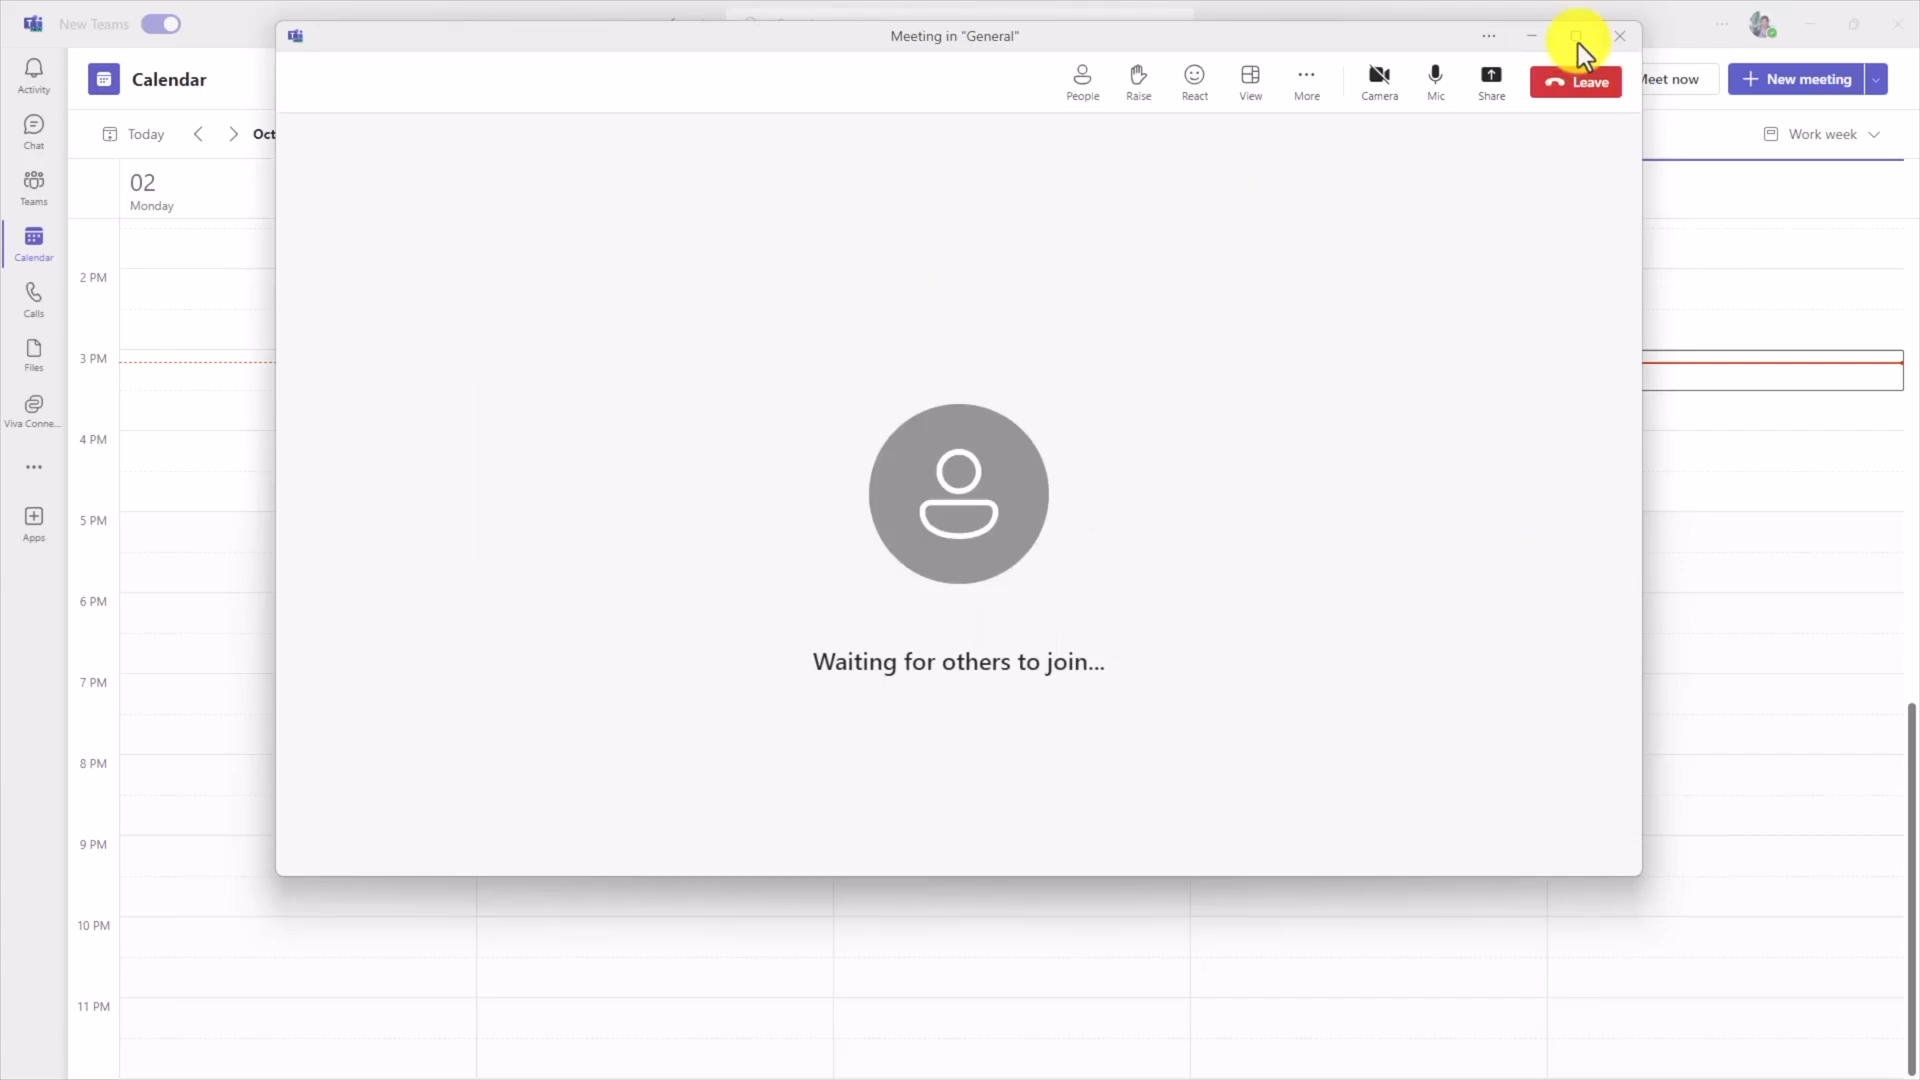 New Teams
Meeting in "General"
Activity
Chat
Teams
Calendar
Calls
Files
Viva Conne...
Apps
Calendar
People
Raise
React
View
More
Camera
Mic
Share
Leave
Meet now
New meeting
Today
Oct
Work week
02
Monday
2 PM
3 PM
4 PM
5 PM
6 PM
7 PM
8 PM
9 PM
10 PM
11 PM
Waiting for others to join...